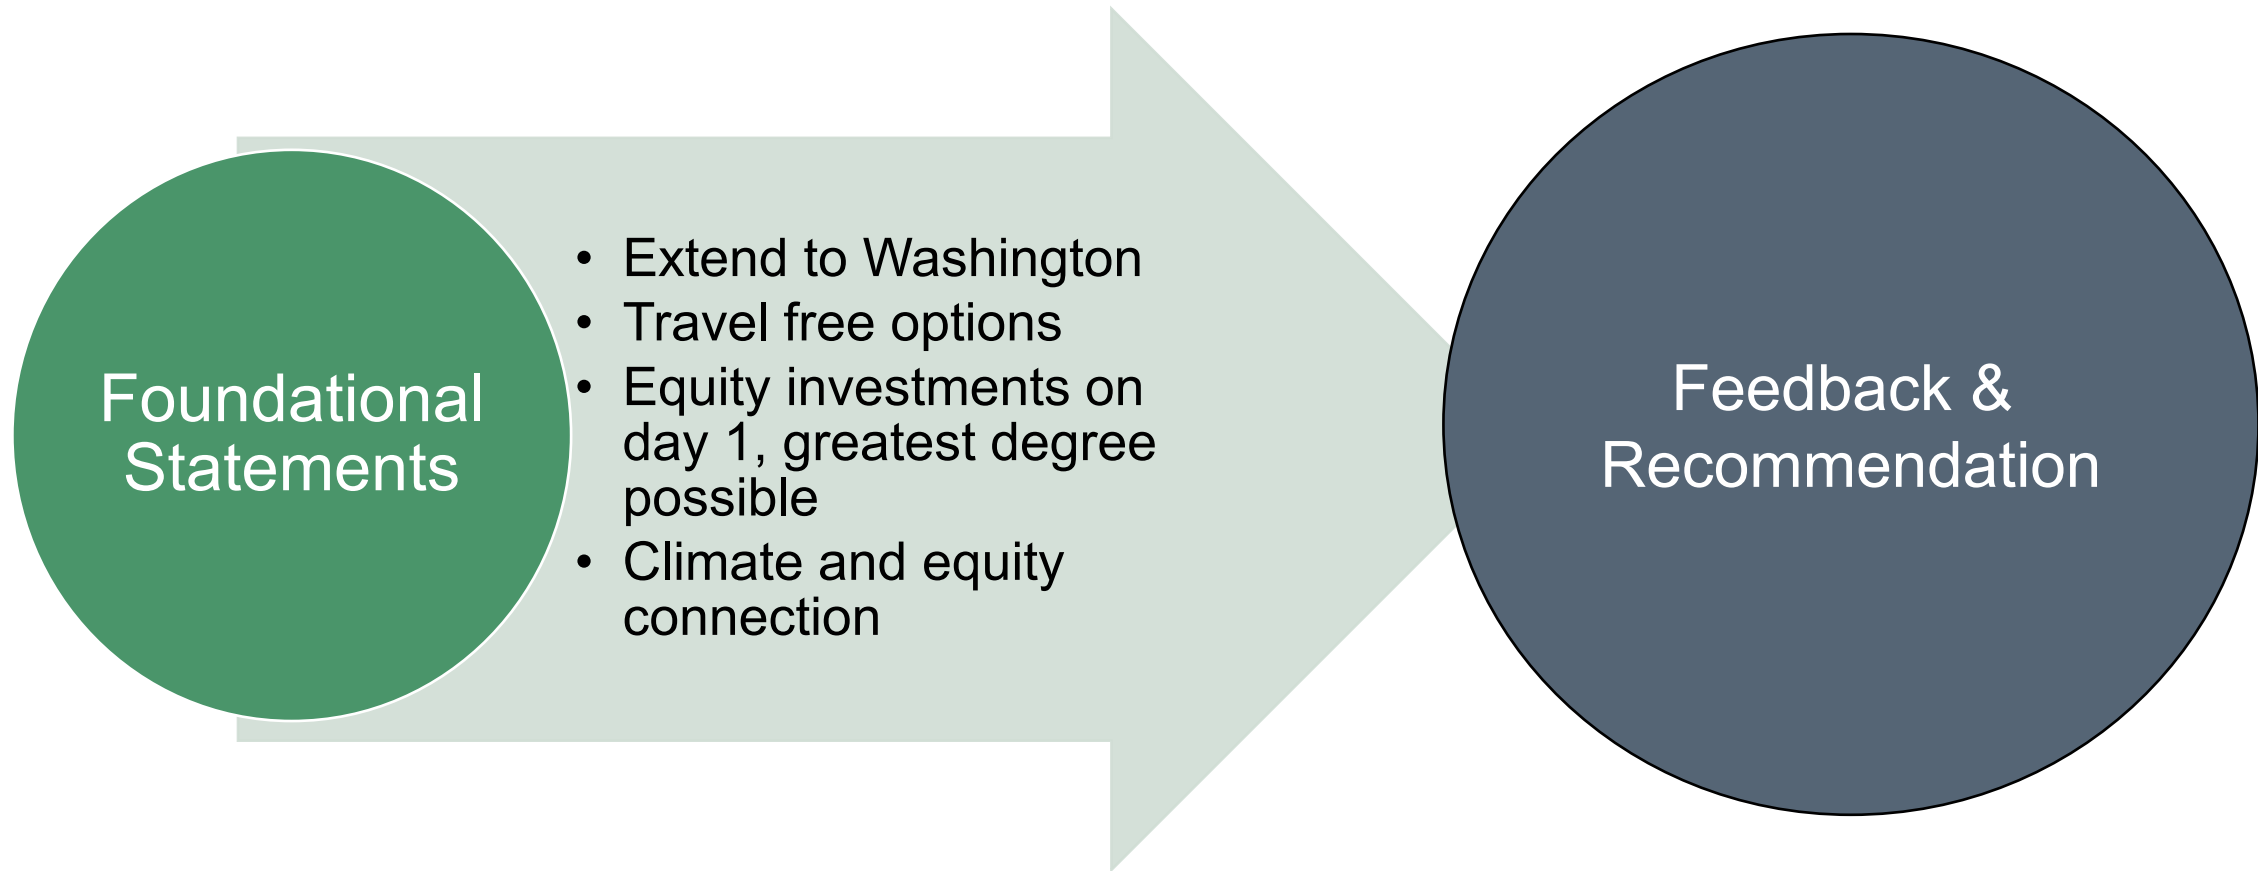 Foundational
Statements
• Extend to Washington
• Travel free options
• Equity investments on
day 1, greatest degree
possible
• Climate and equity
connection
Feedback &
Recommendation